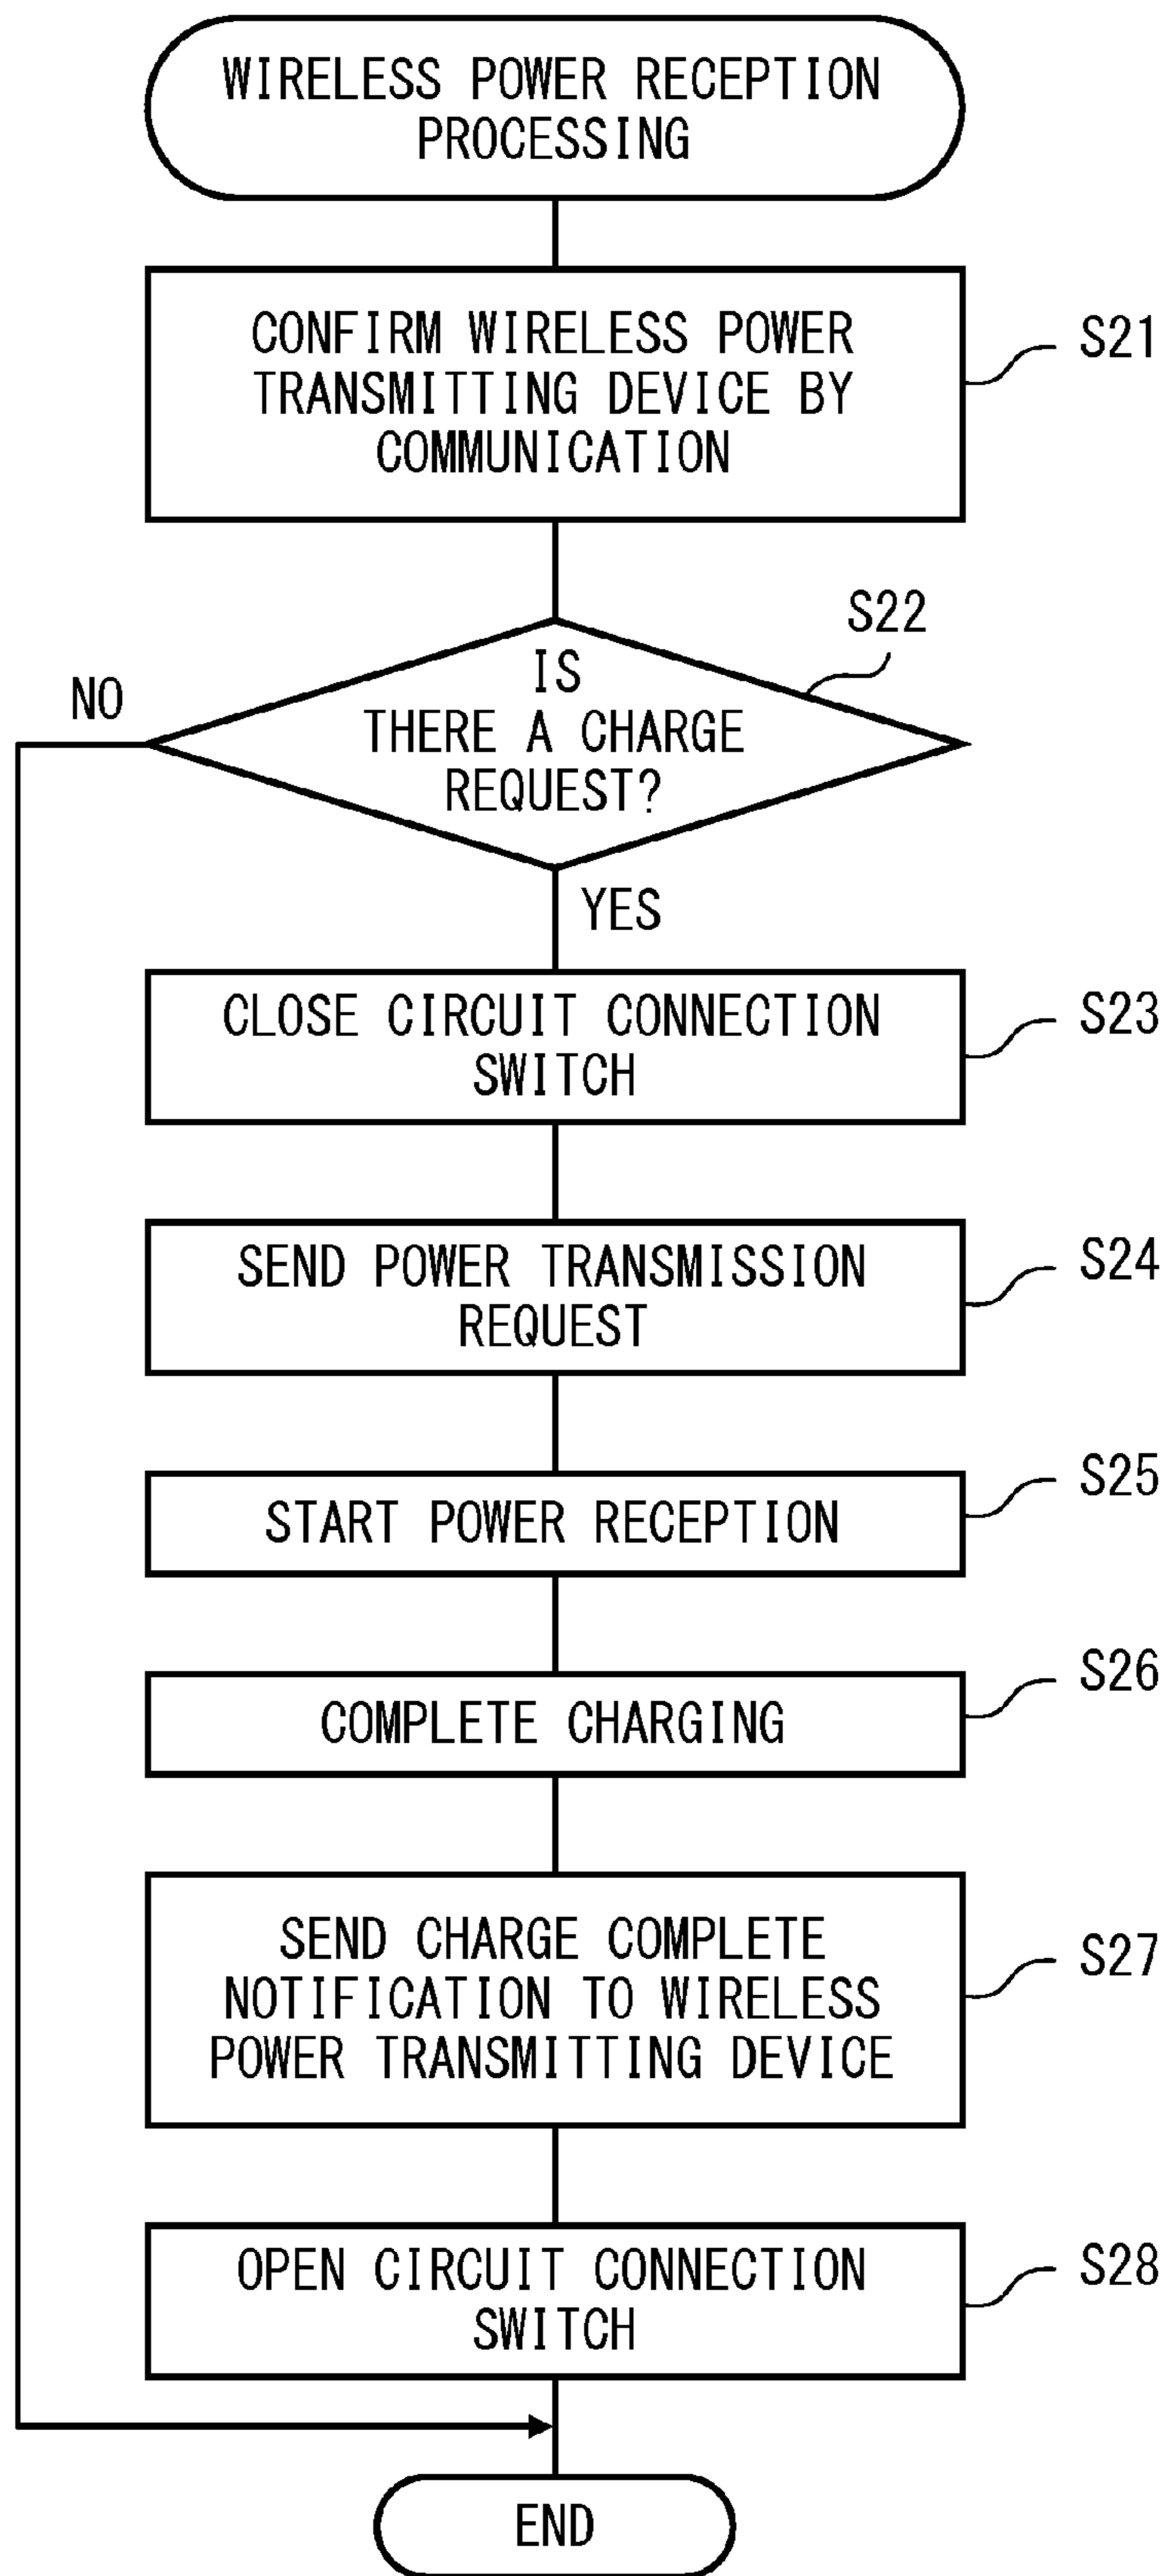 WIRELESS POWER RECEPTION
PROCESSING
CONFIRM WIRELESS POWER
TRANSMITTING DEVICE BY
COMMUNICATION
S21
S22
IS
THERE A CHARGE
REQUEST?
NO
YES
CLOSE CIRCUIT CONNECTION
SWITCH
S23
SEND POWER TRANSMISSION
REQUEST
S24
START POWER RECEPTION
S25
COMPLETE CHARGING
S26
SEND CHARGE COMPLETE
NOTIFICATION TO WIRELESS
POWER TRANSMITTING DEVICE
S27
OPEN CIRCUIT CONNECTION
SWITCH
S28
END